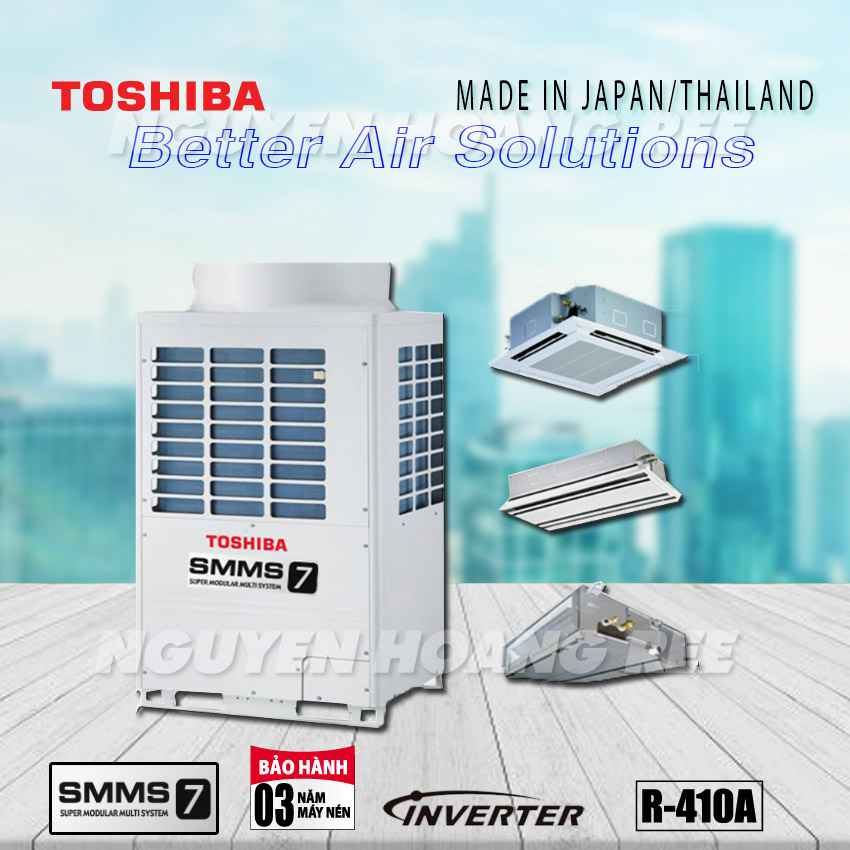 TOSHIBA
MADE IN JAPAN/THAILAND
NGUYEN HOANG REE
Better Air Solutions
TOSHIBA
SMMS 7
SUPER MODULAR MULTI SYSTEM
NGUYEN HOANG REE
SMMS 7
SUPER MODULAR MULTI SYSTEM
BẢO HÀNH
03 NĂM
MÁY NÉN
INVERTER
R-410A